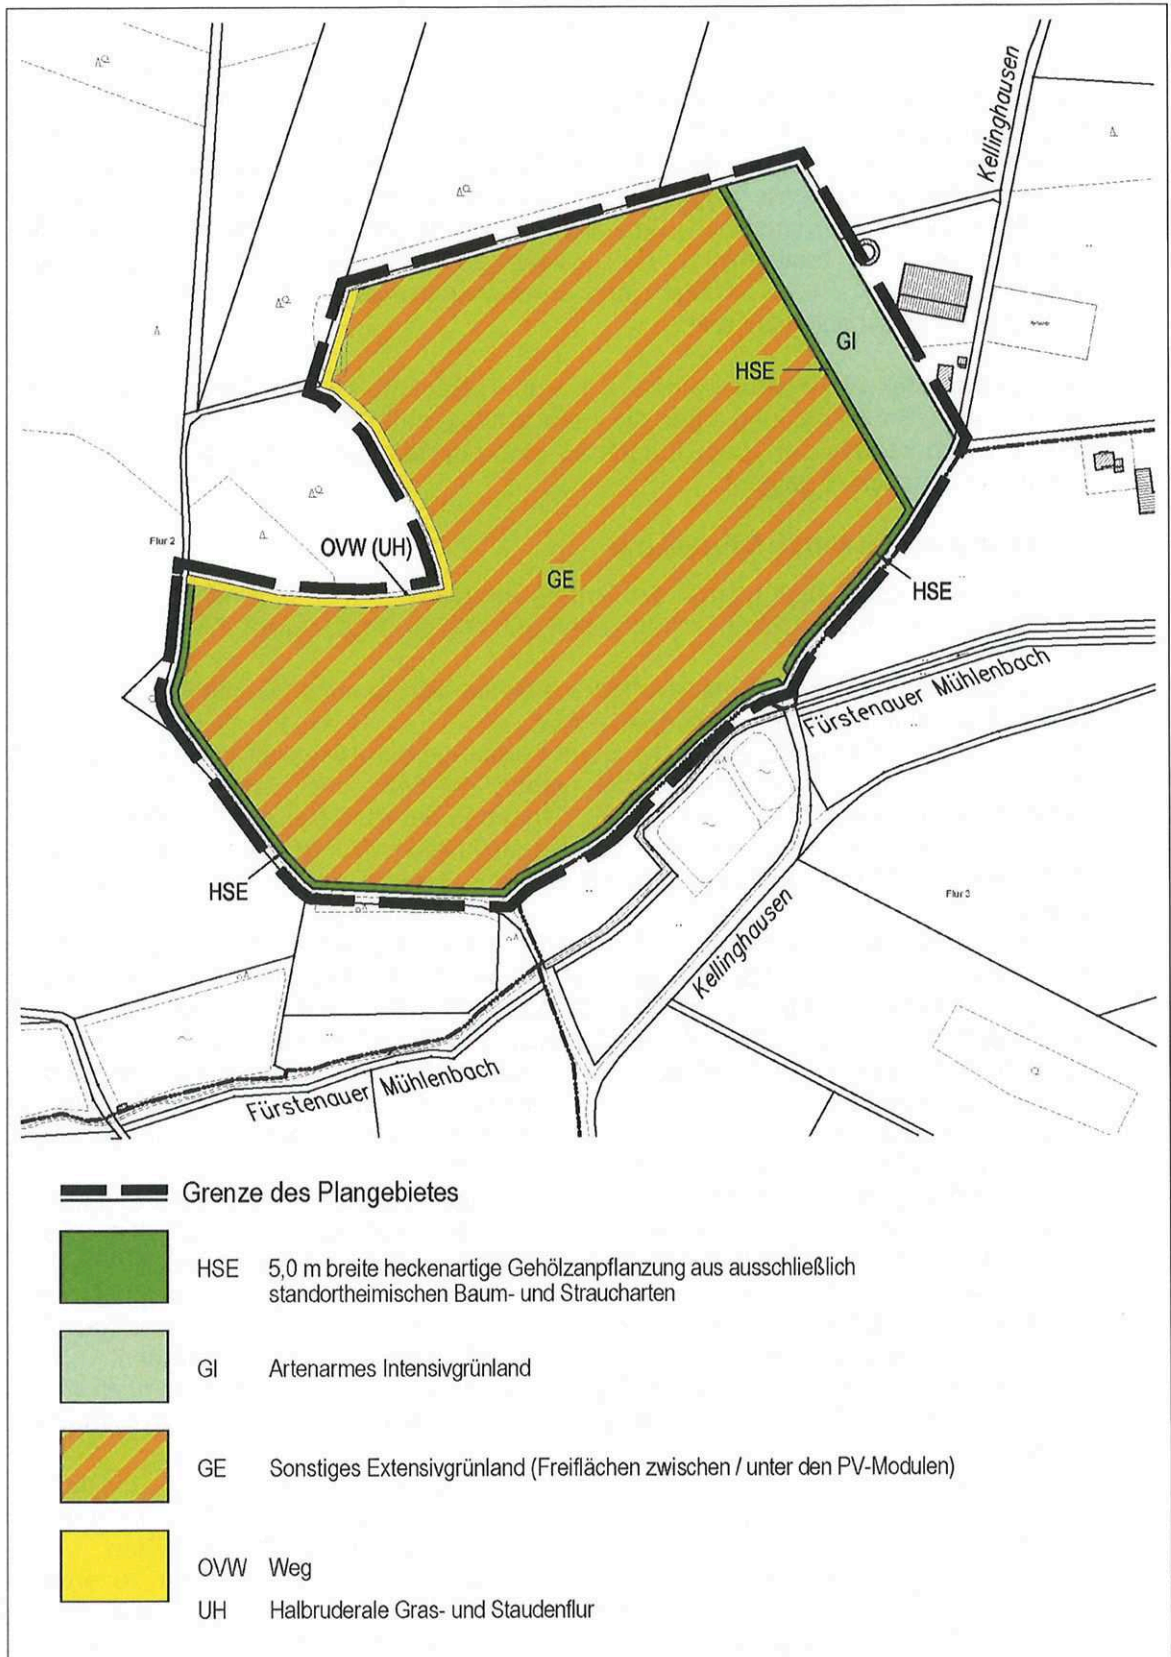 Kellinghausen
GI
HSE
Flur 2
OVW (UH)
GE
HSE
Fürstenauer Mühlenbach
HSE
Flur 3
Kellinghausen
Fürstenauer Mühlenbach
Grenze des Plangebietes
HSE 5,0 m breite heckenartige Gehölzanpflanzung aus ausschließlich
standortheimischen Baum- und Straucharten
GI Artenarmes Intensivgrünland
GE Sonstiges Extensivgrünland (Freiflächen zwischen / unter den PV-Modulen)
OVW Weg
UH Halbruderale Gras- und Staudenflur